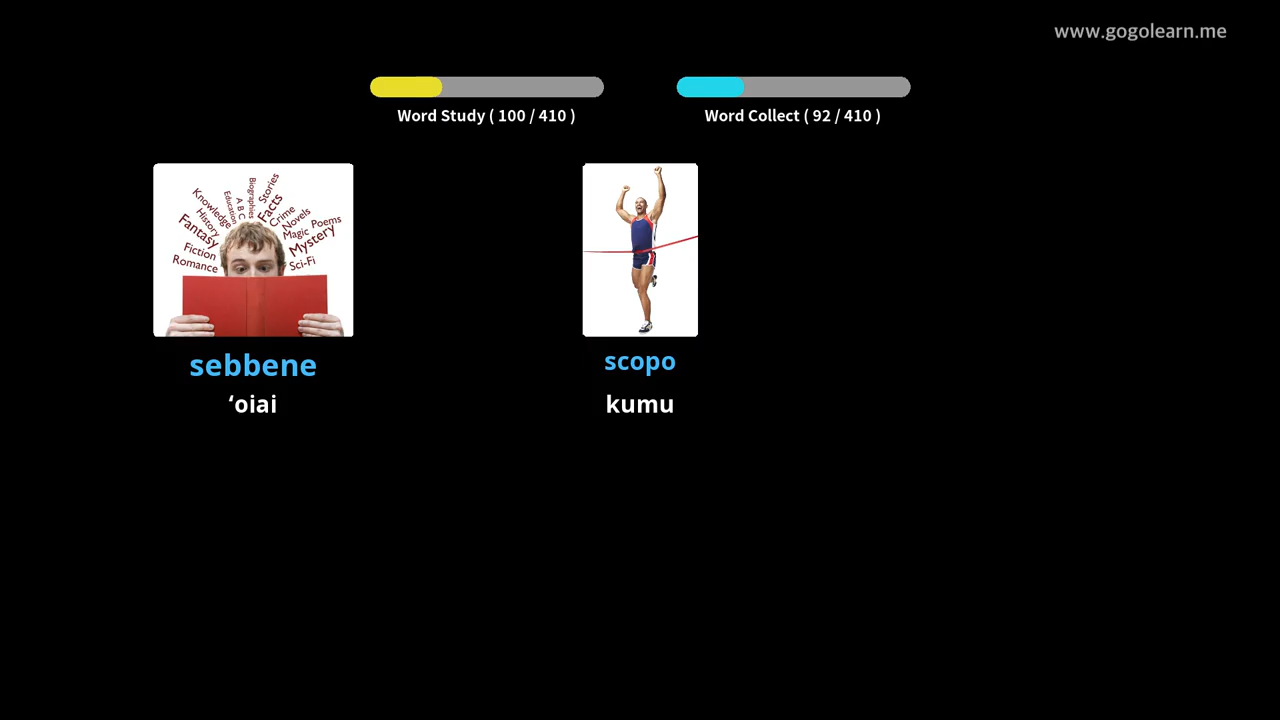 www.gogolearn.me
Word Study ( 100 / 410 )
Word Collect ( 92 / 410 )
Knowledge
History
Fantasy
Fiction
Romance
Education
A B C
Biographies
Stories
Facts
Crime
Novels
Magic
Poems
Mystery
Sci-Fi
sebbene
ʻoiai
scopo
kumu